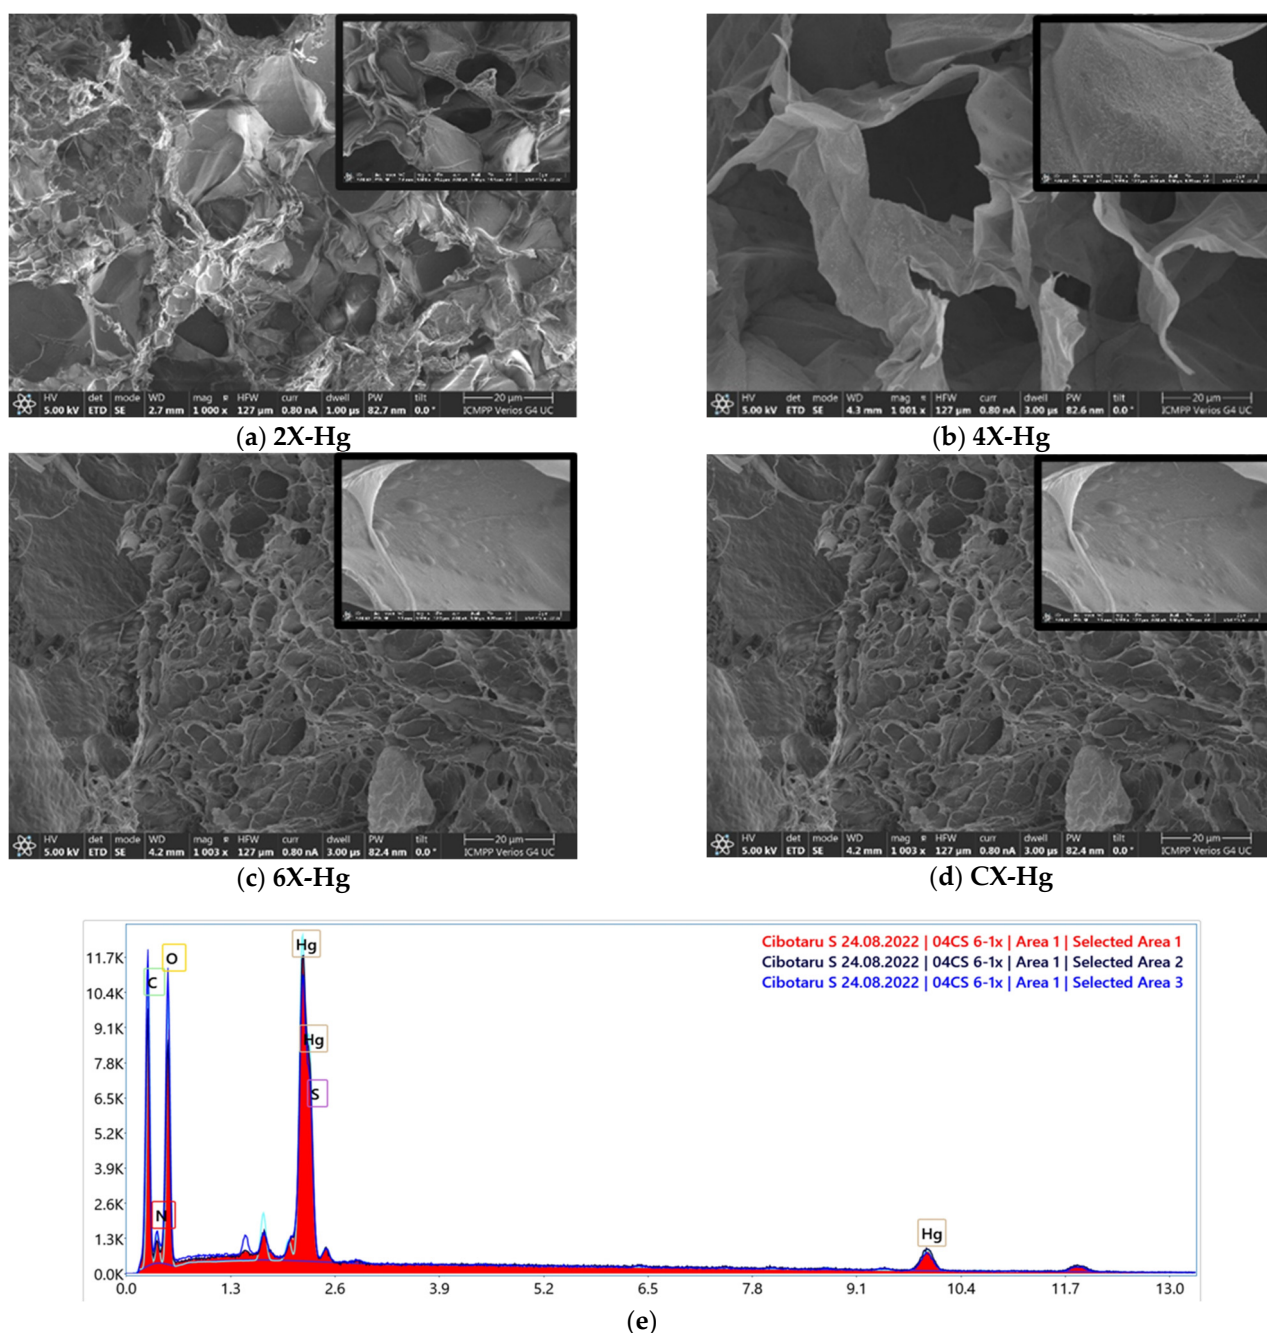 HV det mode WD mag HFW curr dwell PW tilt 20 µm
5.00 kV ETD SE 2.7 mm 1 000 x 127 µm 0.80 nA 1.00 µs 82.7 nm 0.0 ° ICMPP Verios G4 UC
HV det mode WD mag HFW curr dwell PW tilt 20 µm
5.00 kV ETD SE 4.3 mm 1 001 x 127 µm 0.80 nA 3.00 µs 82.6 nm 0.0 ° ICMPP Verios G4 UC
(a) 2X-Hg
(b) 4X-Hg
HV det mode WD mag HFW curr dwell PW tilt 20 µm
5.00 kV ETD SE 4.2 mm 1 003 x 127 µm 0.80 nA 3.00 µs 82.4 nm 0.0 ° ICMPP Verios G4 UC
HV det mode WD mag HFW curr dwell PW tilt 20 µm
5.00 kV ETD SE 4.2 mm 1 003 x 127 µm 0.80 nA 3.00 µs 82.4 nm 0.0 ° ICMPP Verios G4 UC
(c) 6X-Hg
(d) CX-Hg
Cibotaru S 24.08.2022 | 04CS 6-1x | Area 1 | Selected Area 1
Cibotaru S 24.08.2022 | 04CS 6-1x | Area 1 | Selected Area 2
Cibotaru S 24.08.2022 | 04CS 6-1x | Area 1 | Selected Area 3
11.7K
10.4K
9.1K
7.8K
6.5K
5.2K
3.9K
2.6K
1.3K
0.0K
C
O
N
Hg
Hg
S
Hg
0.0 1.3 2.6 3.9 5.2 6.5 7.8 9.1 10.4 11.7 13.0
(e)